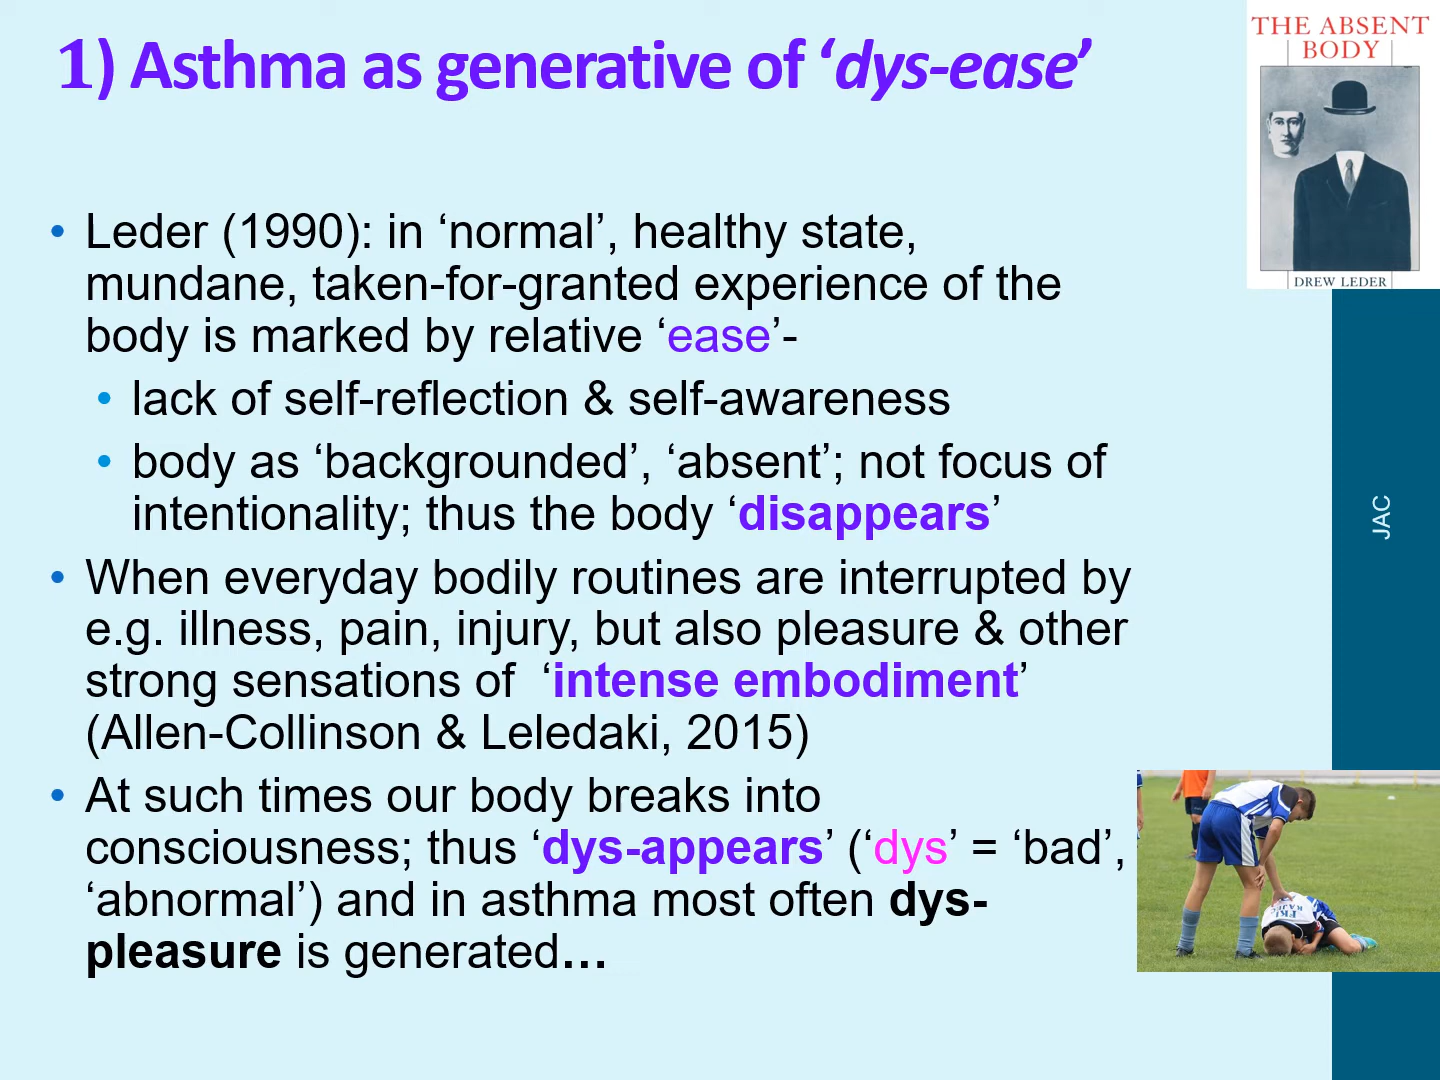 1) Asthma as generative of ‘dys-ease’
THE ABSENT
BODY
DREW LEDER
• Leder (1990): in ‘normal’, healthy state,
mundane, taken-for-granted experience of the
body is marked by relative ‘ease’-
• lack of self-reflection & self-awareness
• body as ‘backgrounded’, ‘absent’; not focus of
intentionality; thus the body ‘disappears’
• When everyday bodily routines are interrupted by
e.g. illness, pain, injury, but also pleasure & other
strong sensations of  ‘intense embodiment’
(Allen-Collinson & Leledaki, 2015)
• At such times our body breaks into
consciousness; thus ‘dys-appears’ (‘dys’ = ‘bad’,
‘abnormal’) and in asthma most often dys-
pleasure is generated…
JAC